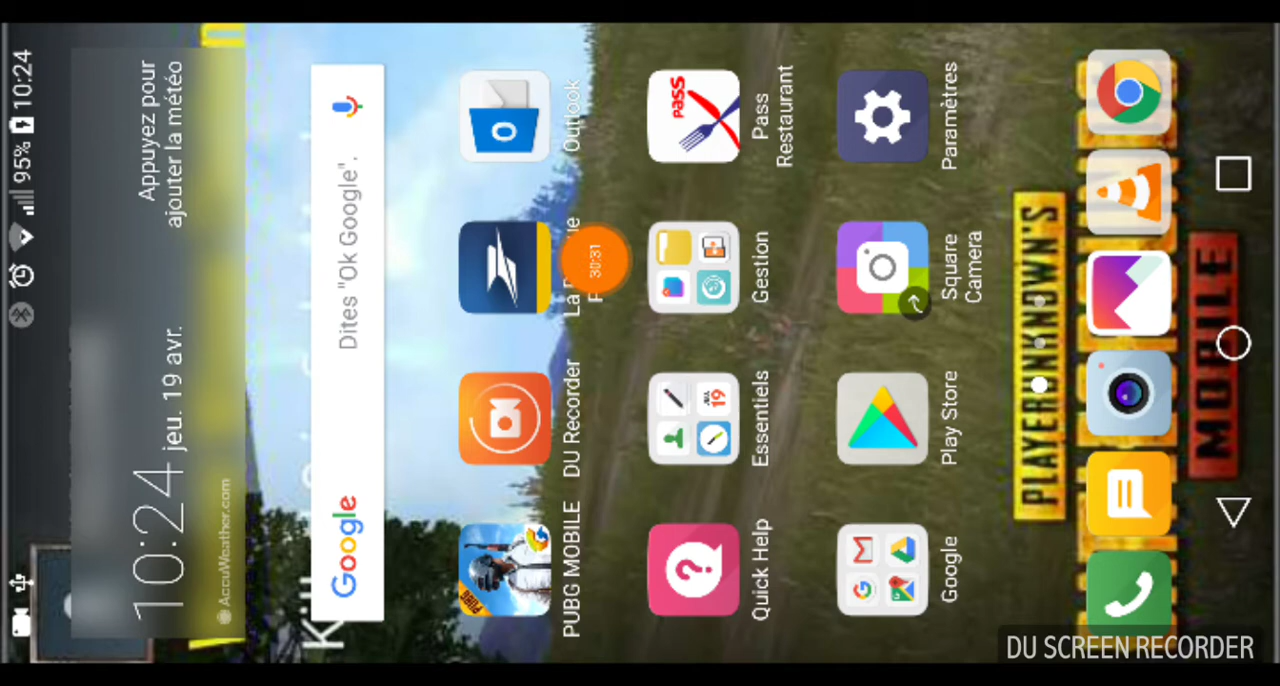 95% 10:24
10:24 jeu. 19 avr.
Appuyez pour
ajouter la météo
AccuWeather.com
Google
Dites "Ok Google".
PUBG MOBILE
DU Recorder
Outlook
30:31
Quick Help
Essentiels
Gestion
Pass
Restaurant
Google
Play Store
Square
Camera
Paramètres
PLAYERUNKNOWN'S
MOBILE
DU SCREEN RECORDER